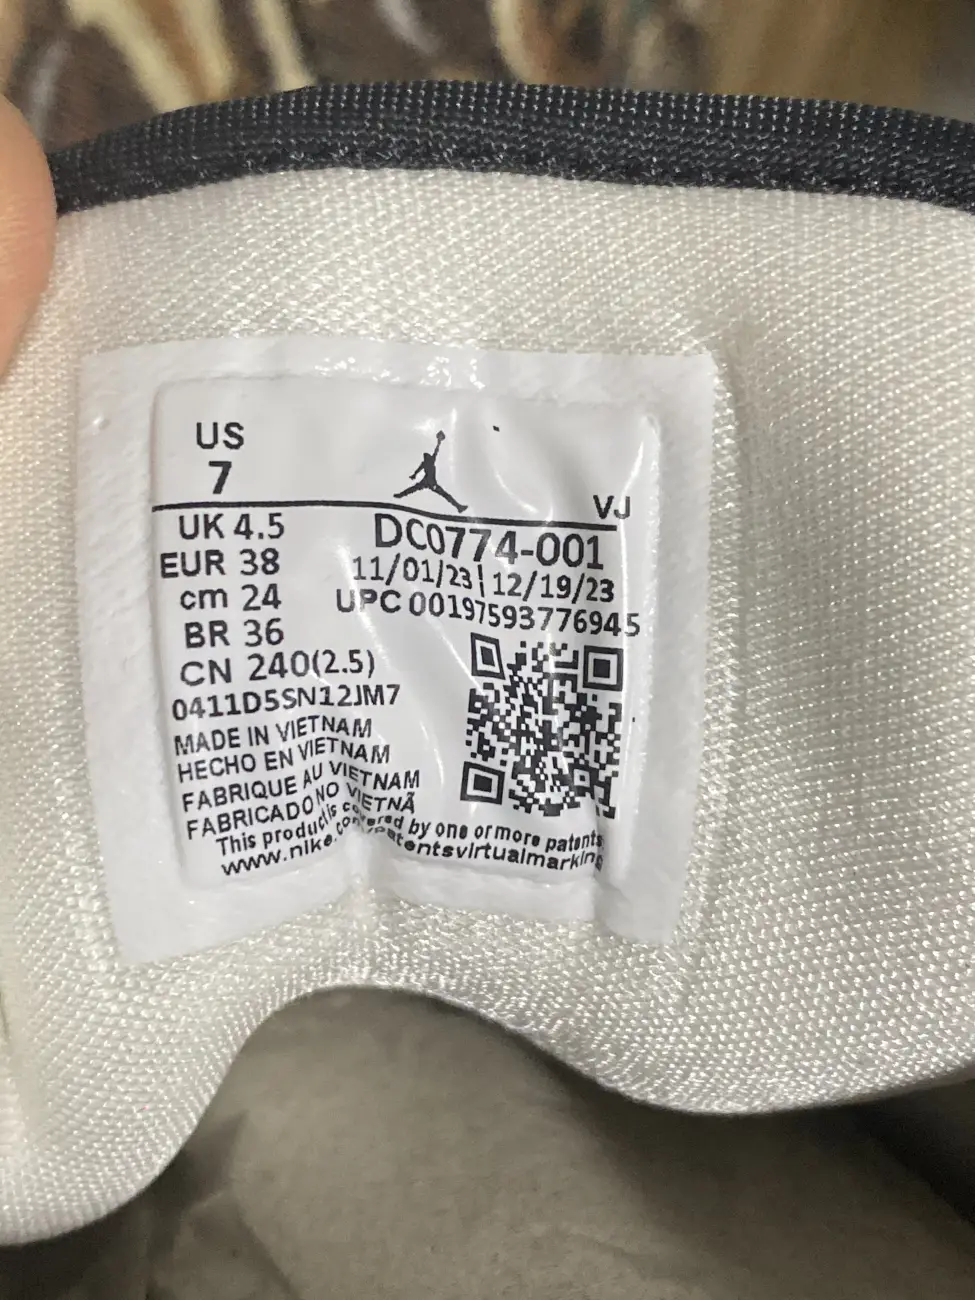 US
7
VJ
UK 4.5
DC0774-001
EUR 38
11/01/23 | 12/19/23
cm 24
UPC 00197593776945
BR 36
CN 240(2.5)
0411D5SN12JM7
MADE IN VIETNAM
HECHO EN VIETNAM
FABRIQUE AU VIETNAM
FABRICADO NO VIETNÃ
This product is covered by one or more patents.
www.nike.com/patentsvirtualmarking